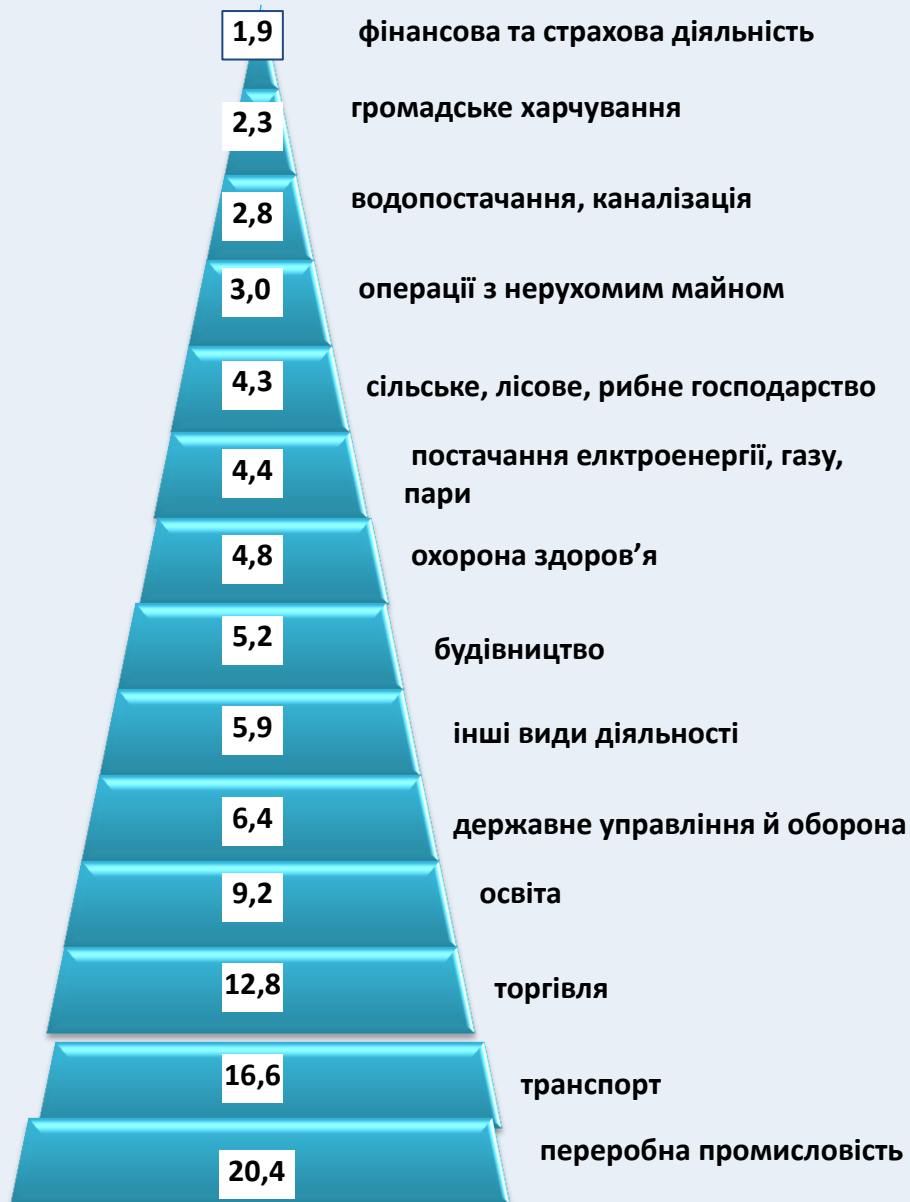 1,9 фінансова та страхова діяльність
2,3 громадське харчування
2,8 водопостачання, каналізація
3,0 операції з нерухомим майном
4,3 сільське, лісове, рибне господарство
4,4 постачання елктроенергії, газу,
пари
4,8 охорона здоров’я
5,2 будівництво
5,9 інші види діяльності
6,4 державне управління й оборона
9,2 освіта
12,8 торгівля
16,6 транспорт
20,4 переробна промисловість